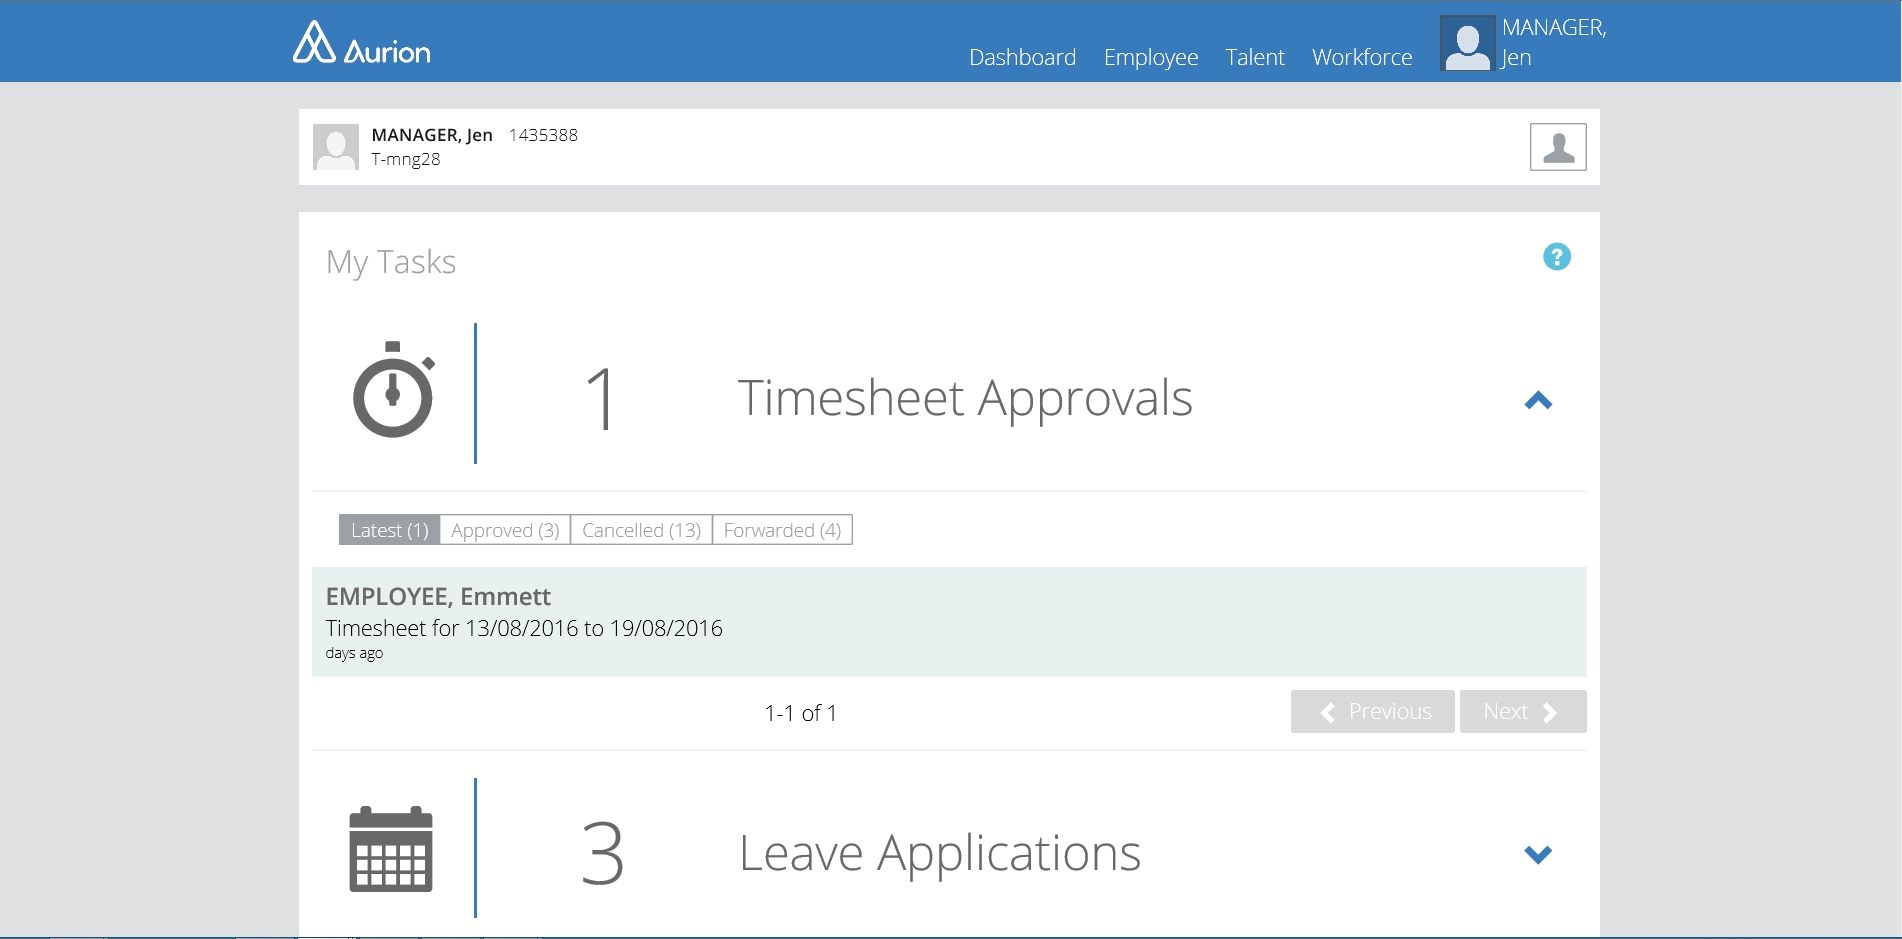 Aurion
Dashboard Employee Talent Workforce MANAGER,
Jen
MANAGER, Jen 1435388
T-mng28
My Tasks
?
1 Timesheet Approvals
Latest (1) Approved (3) Cancelled (13) Forwarded (4)
EMPLOYEE, Emmett
Timesheet for 13/08/2016 to 19/08/2016
days ago
1-1 of 1 Previous Next
3 Leave Applications